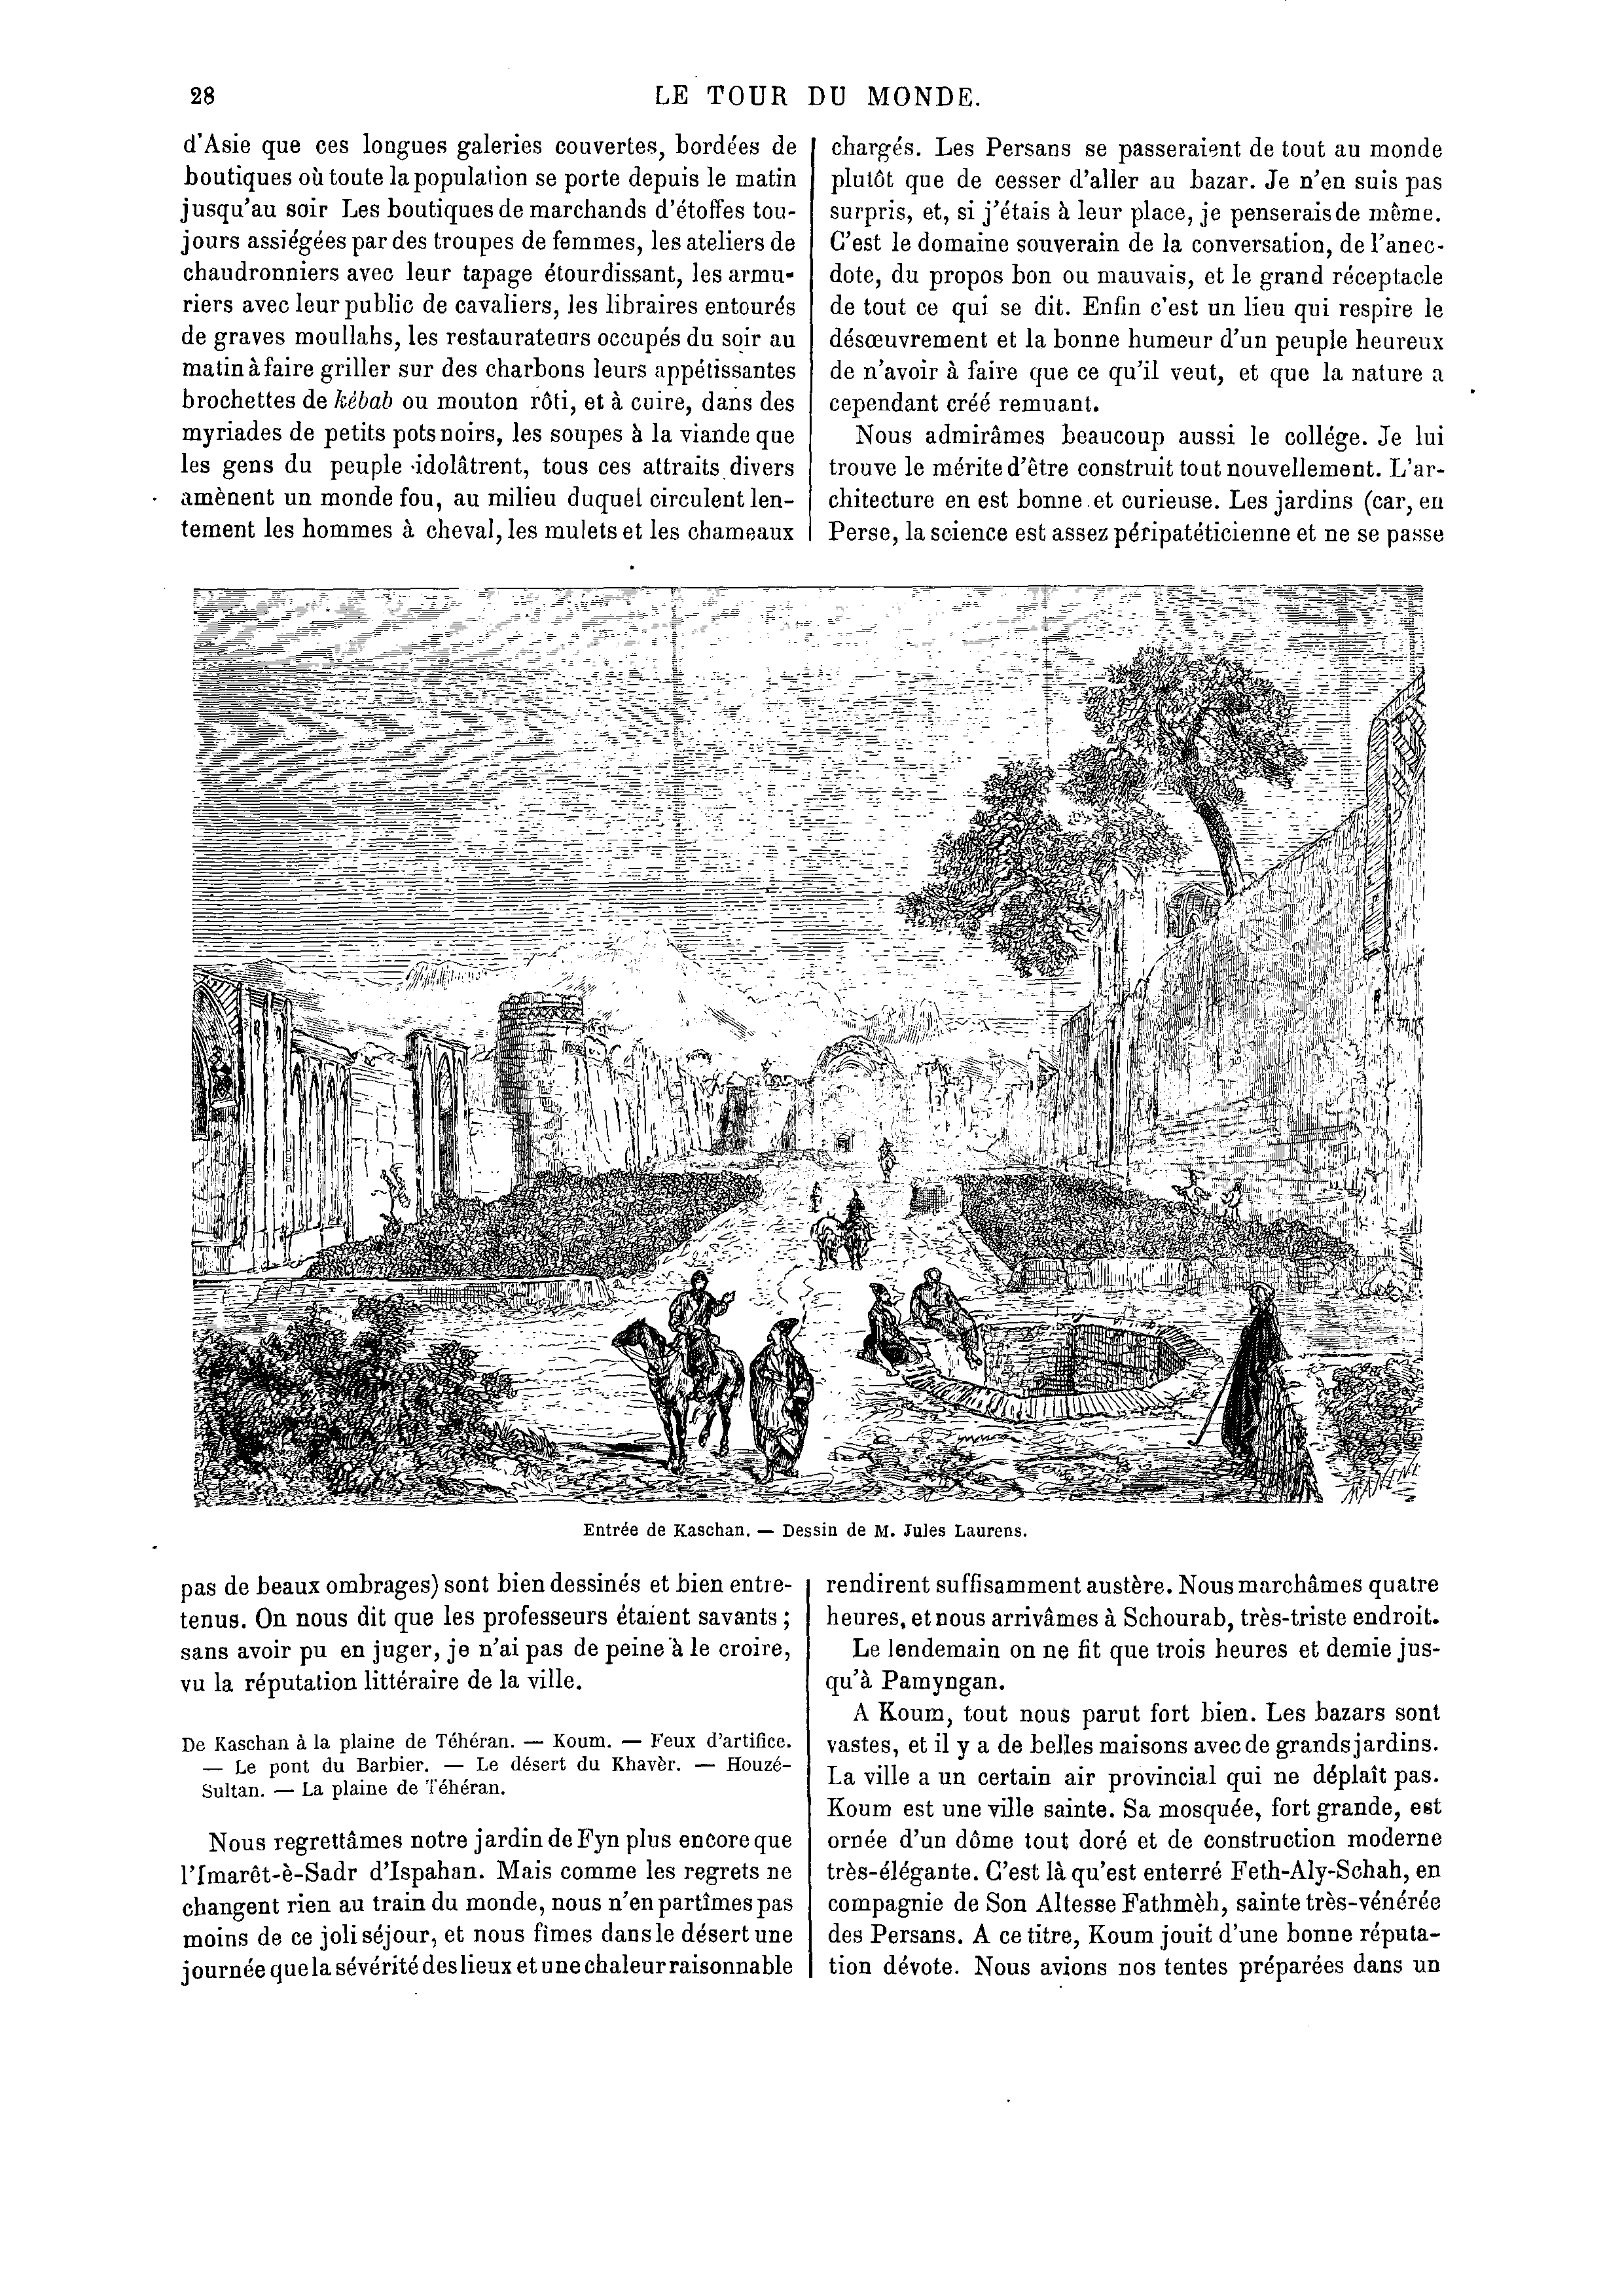 28
LE TOUR DU MONDE.
d'Asie que ces longues galeries couvertes, bordées de
boutiques où toute la population se porte depuis le matin
jusqu'au soir Les boutiques de marchands d'étoffes tou-
jours assiégées par des troupes de femmes, les ateliers de
chaudronniers avec leur tapage étourdissant, les armu-
riers avec leur public de cavaliers, les libraires entourés
de graves moullahs, les restaurateurs occupés du soir au
matin à faire griller sur des charbons leurs appétissantes
brochettes de kébab ou mouton rôti, et à cuire, dans des
myriades de petits pots noirs, les soupes à la viande que
les gens du peuple idolâtrent, tous ces attraits divers
amènent un monde fou, au milieu duquel circulent len-
tement les hommes à cheval, les mulets et les chameaux
chargés. Les Persans se passeraient de tout au monde
plutôt que de cesser d'aller au bazar. Je n'en suis pas
surpris, et, si j'étais à leur place, je penserais de même.
C'est le domaine souverain de la conversation, de l'anec-
dote, du propos bon ou mauvais, et le grand réceptacle
de tout ce qui se dit. Enfin c'est un lieu qui respire le
désœuvrement et la bonne humeur d'un peuple heureux
de n'avoir à faire que ce qu'il veut, et que la nature a
cependant créé remuant.
Nous admirâmes beaucoup aussi le collége. Je lui
trouve le mérite d'être construit tout nouvellement. L'ar-
chitecture en est bonne et curieuse. Les jardins (car, en
Perse, la science est assez péripatéticienne et ne se passe
Entrée de Kaschan. — Dessin de M. Jules Laurens.
pas de beaux ombrages) sont bien dessinés et bien entre-
tenus. On nous dit que les professeurs étaient savants;
sans avoir pu en juger, je n'ai pas de peine à le croire,
vu la réputation littéraire de la ville.
De Kaschan à la plaine de Téhéran. — Koum. — Feux d'artifice.
— Le pont du Barbier. — Le désert du Khavèr. — Houzé-
Sultan. — La plaine de Téhéran.
Nous regrettâmes notre jardin de Fyn plus encore que
l'Imarêt-è-Sadr d'Ispahan. Mais comme les regrets ne
changent rien au train du monde, nous n'en partîmes pas
moins de ce joli séjour, et nous fîmes dans le désert une
journée que la sévérité des lieux et une chaleur raisonnable
rendirent suffisamment austère. Nous marchâmes quatre
heures, et nous arrivâmes à Schourab, très-triste endroit.
Le lendemain on ne fit que trois heures et demie jus-
qu'à Pamyngan.
A Koum, tout nous parut fort bien. Les bazars sont
vastes, et il y a de belles maisons avec de grands jardins.
La ville a un certain air provincial qui ne déplaît pas.
Koum est une ville sainte. Sa mosquée, fort grande, est
ornée d'un dôme tout doré et de construction moderne
très-élégante. C'est là qu'est enterré Feth-Aly-Schah, en
compagnie de Son Altesse Fathmèh, sainte très-vénérée
des Persans. A ce titre, Koum jouit d'une bonne réputa-
tion dévote. Nous avions nos tentes préparées dans un